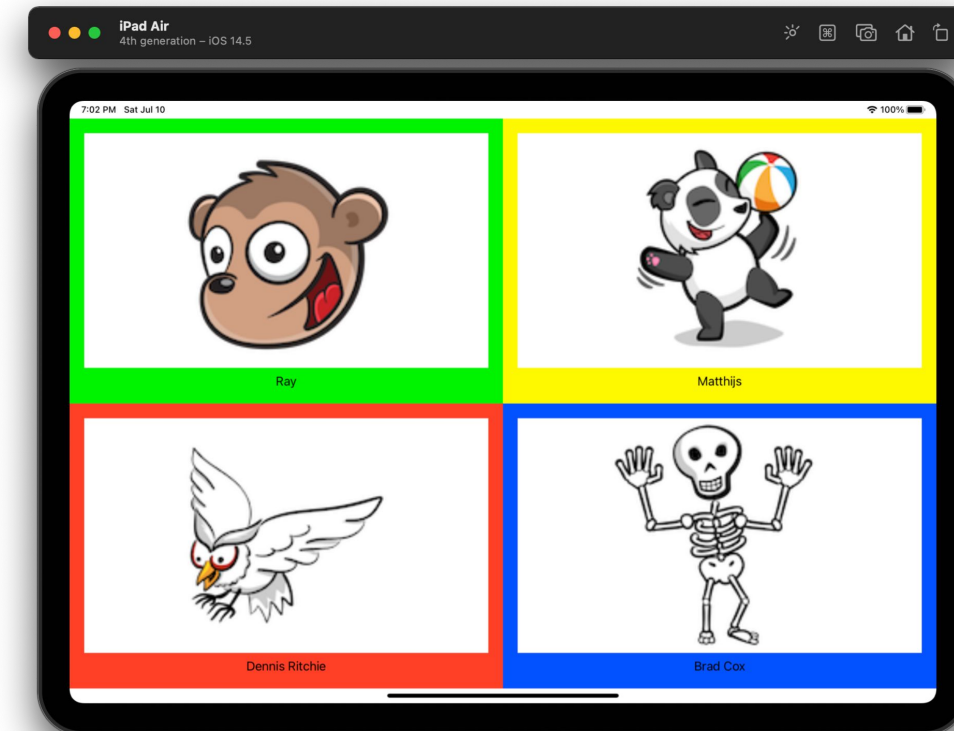 iPad Air
4th generation – iOS 14.5
7:02 PM Sat Jul 10
100%
Ray
Matthijs
Dennis Ritchie
Brad Cox